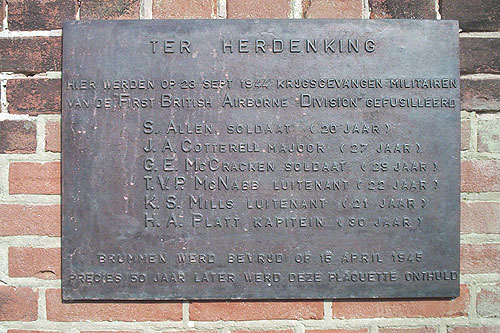 TER HERDENKING
HIER WERDEN OP 23 SEPT 1944 KRIJGSGEVANGEN MILITAIREN
VAN DE FIRST BRITISH AIRBORNE "DIVISION" GEFUSILLEERD
S. ALLEN, SOLDAAT (20 JAAR)
J. A. COTTERELL, MAJOOR (27 JAAR)
G. E. MCCRACKEN SOLDAAT (29 JAAR)
T. V. P. MCNABB LUITENANT (22 JAAR)
K. S. MILLS LUITENANT (21 JAAR)
H. A. PLATT, KAPITEIN (30 JAAR)
BRUMMEN WERD BEVRIJD OP 15 APRIL 1945
PRECIES 50 JAAR LATER WERD DEZE PLAQUETTE ONTHULD